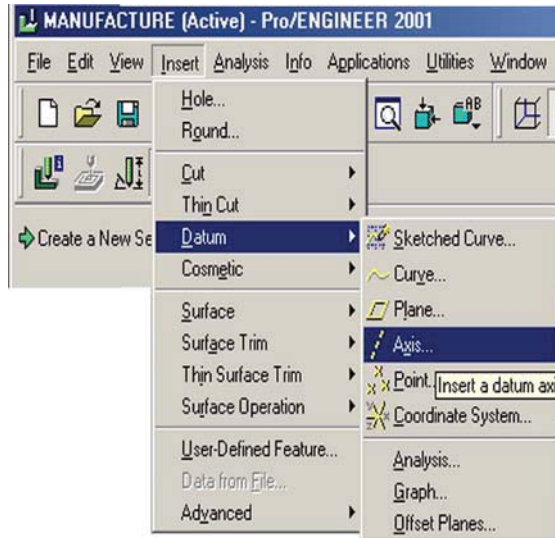 MANUFACTURE (Active) - Pro/ENGINEER 2001
File Edit View Insert Analysis Info Applications Utilities Window
AB
Create a New Se
Hole...
Round...
Cut
Thin Cut
Datum
Cosmetic
Surface
Surface Trim
Thin Surface Trim
Surface Operation
User-Defined Feature...
Data from File...
Advanced
Sketched Curve...
Curve...
Plane...
Axis...
Point.
Insert a datum axi
Coordinate System...
Analysis...
Graph...
Offset Planes...